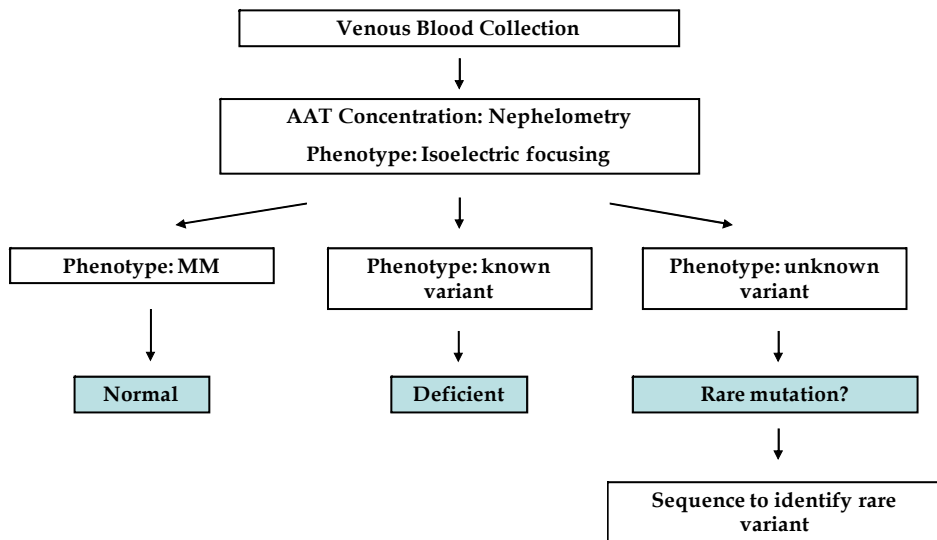 Venous Blood Collection
AAT Concentration: Nephelometry
Phenotype: Isoelectric focusing
Phenotype: MM
Phenotype: known
variant
Phenotype: unknown
variant
Normal
Deficient
Rare mutation?
Sequence to identify rare
variant